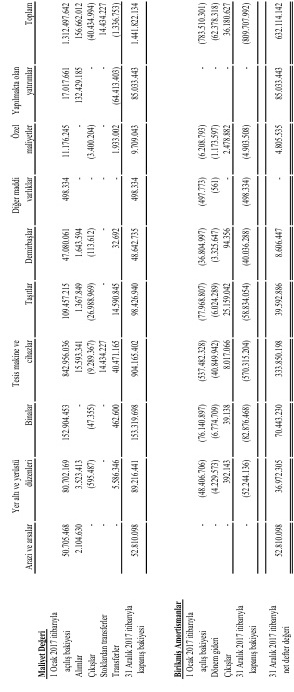 Arazi ve arsalar
Yer altı ve yerüstü
düzenleri
Binalar
Tesis makine ve
cihazlar
Taşıtlar
Demirbaşlar
Diğer maddi
varlıklar
Özel
maliyetler
Yapılmakta olan
yatırımlar
Toplam
Maliyet Değeri
1 Ocak 2017 itibarıyla
açılış bakiyesi 50.705.468 80.702.169 152.904.453 842.956.036 109.457.215 47.080.061 498.334 11.176.245 17.017.661 1.312.497.642
Alımlar 2.104.630 3.523.413 - 15.593.341 1.367.849 1.643.594 - - 132.429.185 156.662.012
Çıkışlar - (595.487) (47.355) (9.289.367) (26.988.969) (113.612) - (3.400.204) - (40.434.994)
Stoklardan transferler - - - 14.434.227 - - - - - 14.434.227
Transferler - 5.586.346 462.600 40.471.165 14.590.845 32.692 - 1.933.002 (64.413.403) (1.336.753)
31 Aralık 2017 itibarıyla
kapanış bakiyesi 52.810.098 89.216.441 153.319.698 904.165.402 98.426.940 48.642.735 498.334 9.709.043 85.033.443 1.441.822.134
Birikmiş Amortismanlar
1 Ocak 2017 itibarıyla
açılış bakiyesi - (48.406.706) (76.140.897) (537.482.328) (77.968.807) (36.804.997) (497.773) (6.208.793) - (783.510.301)
Dönem gideri - (4.229.573) (6.774.709) (40.849.942) (6.024.289) (3.325.647) (561) (1.173.597) - (62.378.318)
Çıkışlar - 392.143 39.138 8.017.066 25.159.042 94.356 - 2.478.882 - 36.180.627
31 Aralık 2017 itibarıyla
kapanış bakiyesi - (52.244.136) (82.876.468) (570.315.204) (58.834.054) (40.036.288) (498.334) (4.903.508) - (809.707.992)
31 Aralık 2017 itibarıyla
net defter değeri 52.810.098 36.972.305 70.443.230 333.850.198 39.592.886 8.606.447 - 4.805.535 85.033.443 632.114.142